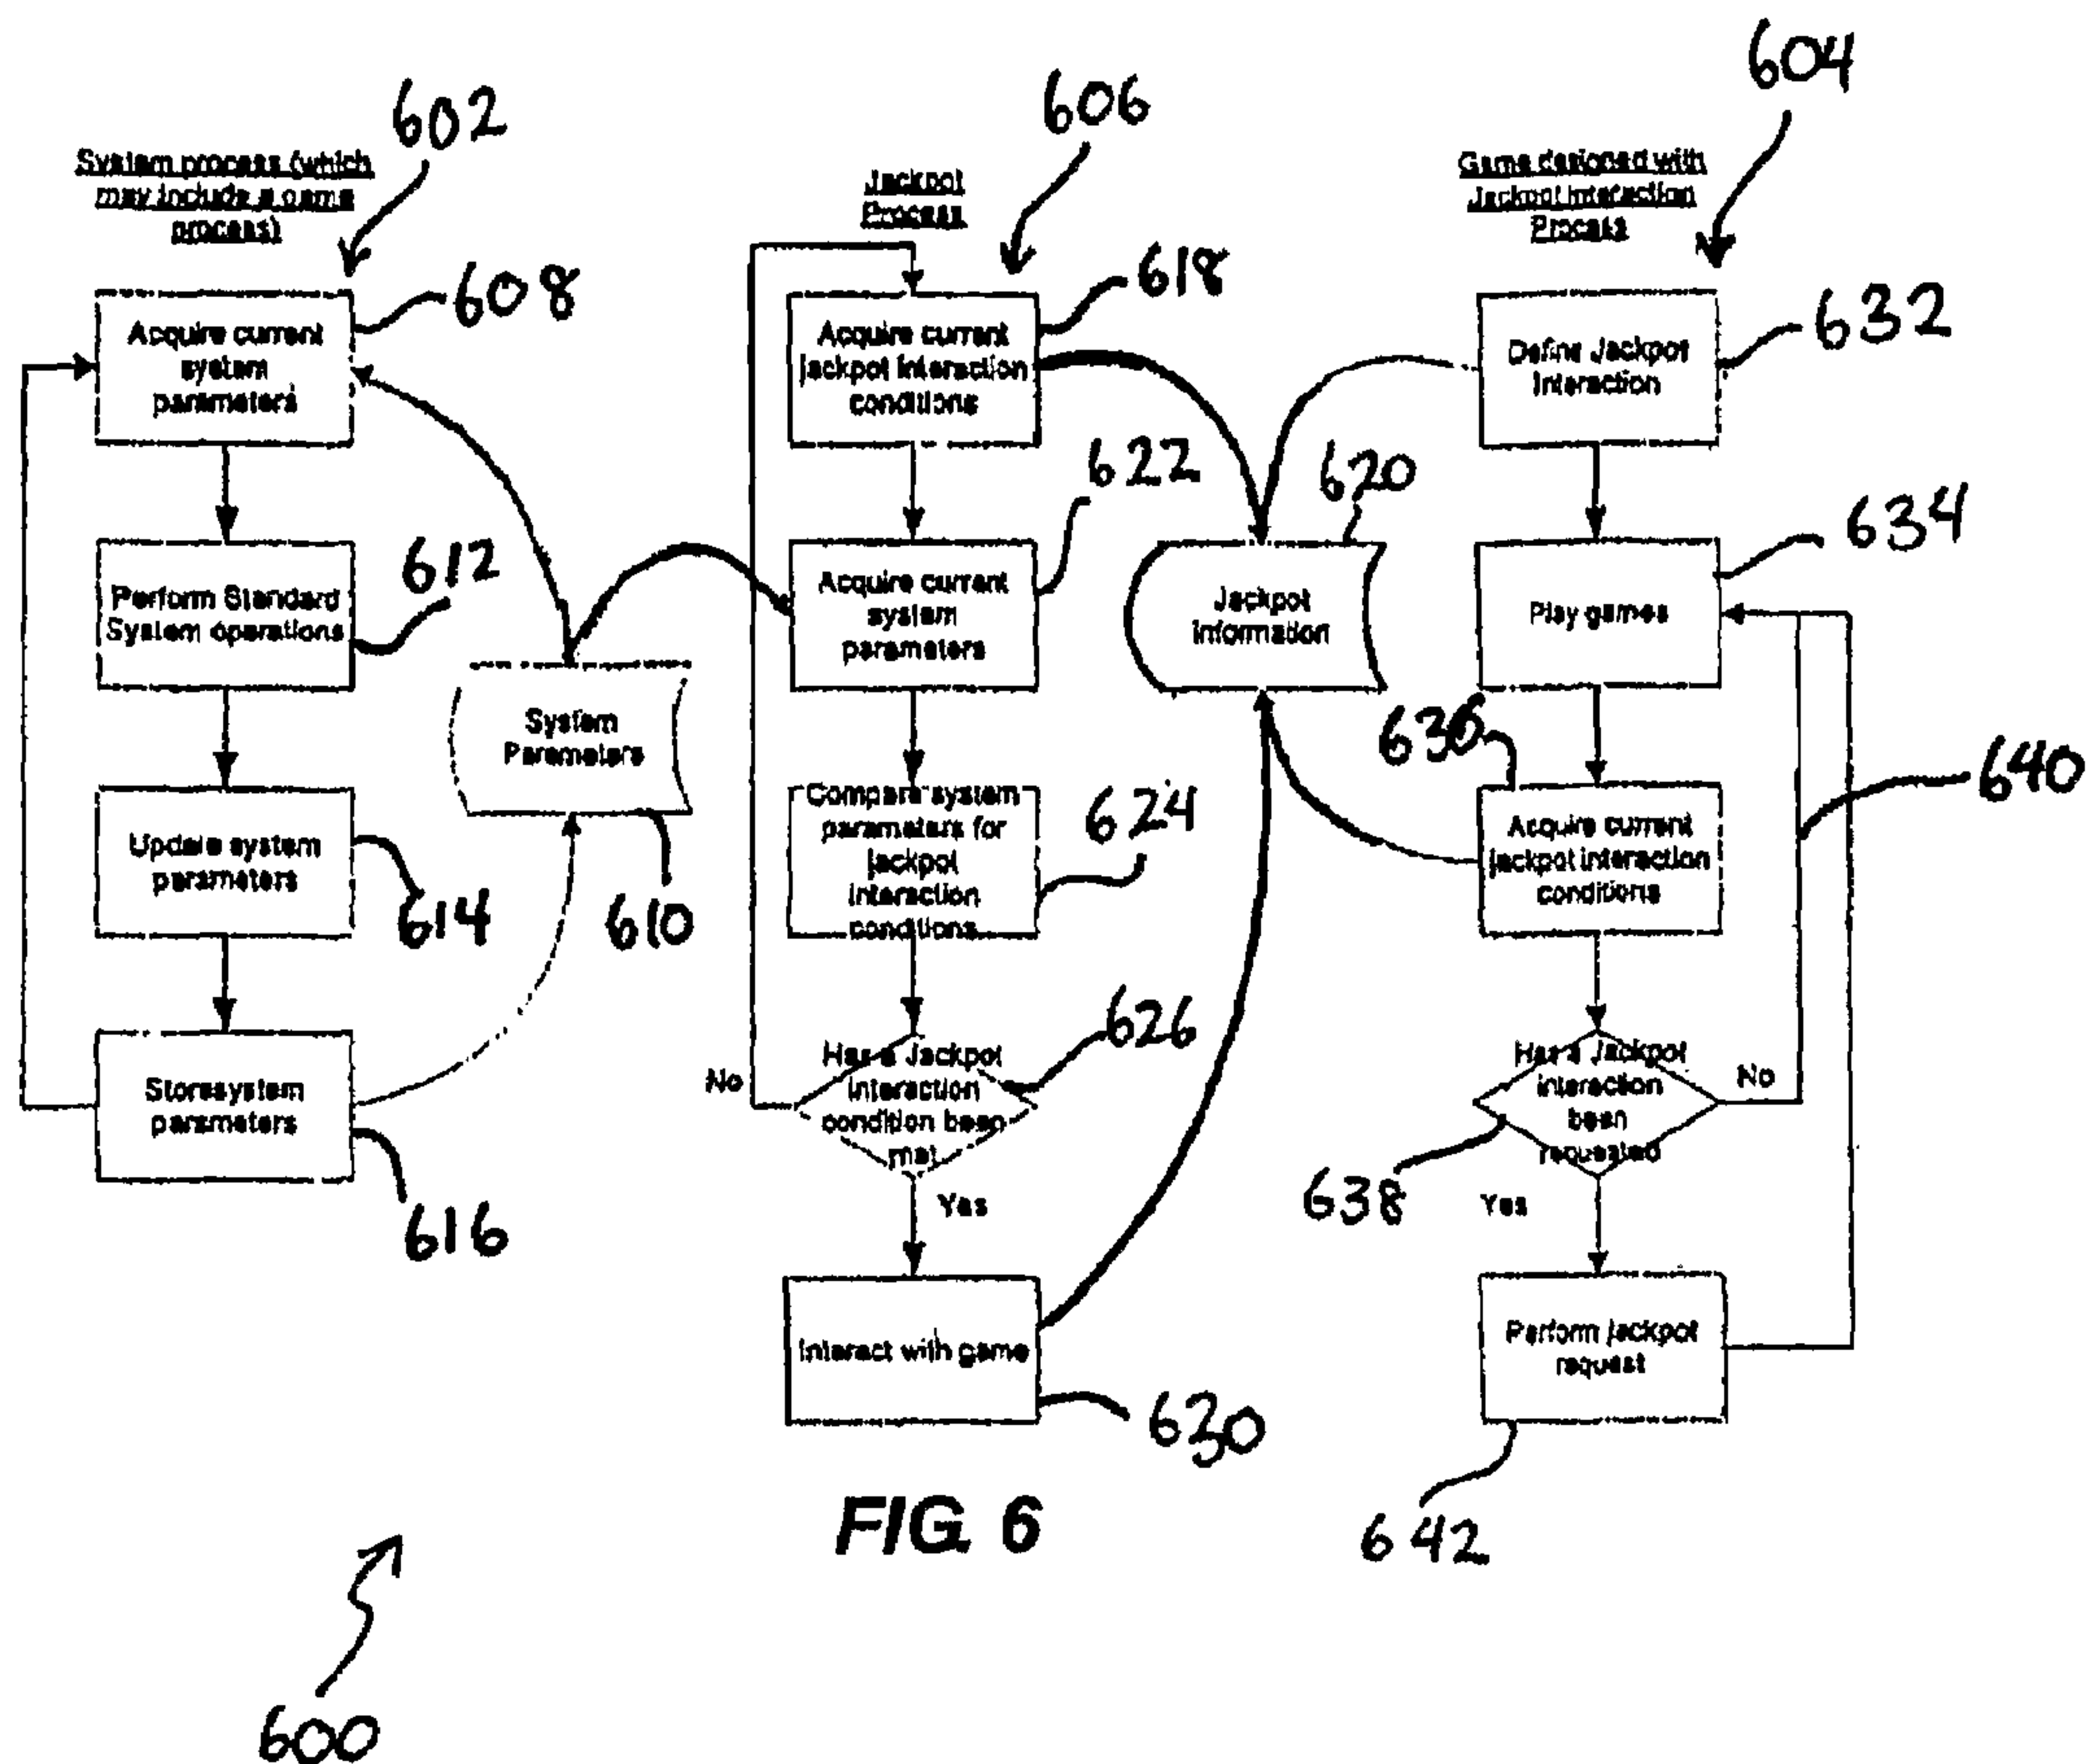 602
System process (which
may include a game
process)
608
Acquire current
system
parameters
612
Perform Standard
System operations
System
Parameters
610
Update system
parameters
614
Store system
parameters
616
606
Jackpot
Process
618
Acquire current
jackpot interaction
conditions
622
Acquire current
system
parameters
620
Jackpot
Information
Compare system
parameters for
jackpot
interaction
conditions
624
626
Has a Jackpot
interaction
condition been
met
No
Yes
Interact with game
630
604
Game designed with
Jackpot Interaction
Process
632
Define Jackpot
Interaction
634
Play games
636
Acquire current
jackpot interaction
conditions
640
Has a Jackpot
interaction
been
requested
No
638
Yes
Perform jackpot
request
642
FIG. 6
600